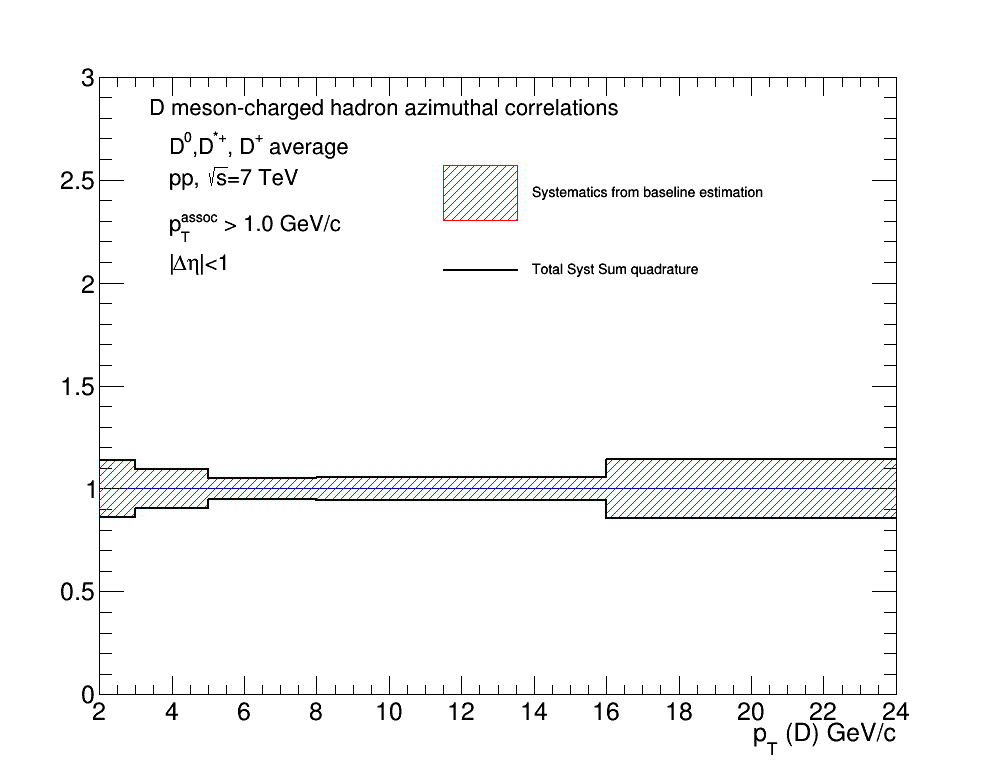 3
2.5
2
1.5
1
0.5
0
D meson-charged hadron azimuthal correlations
D⁰,D*⁺, D⁺ average
pp, √s=7 TeV
p_T^assoc > 1.0 GeV/c
|Δη|<1
Systematics from baseline estimation
Total Syst Sum quadrature
2 4 6 8 10 12 14 16 18 20 22 24
p_T (D) GeV/c